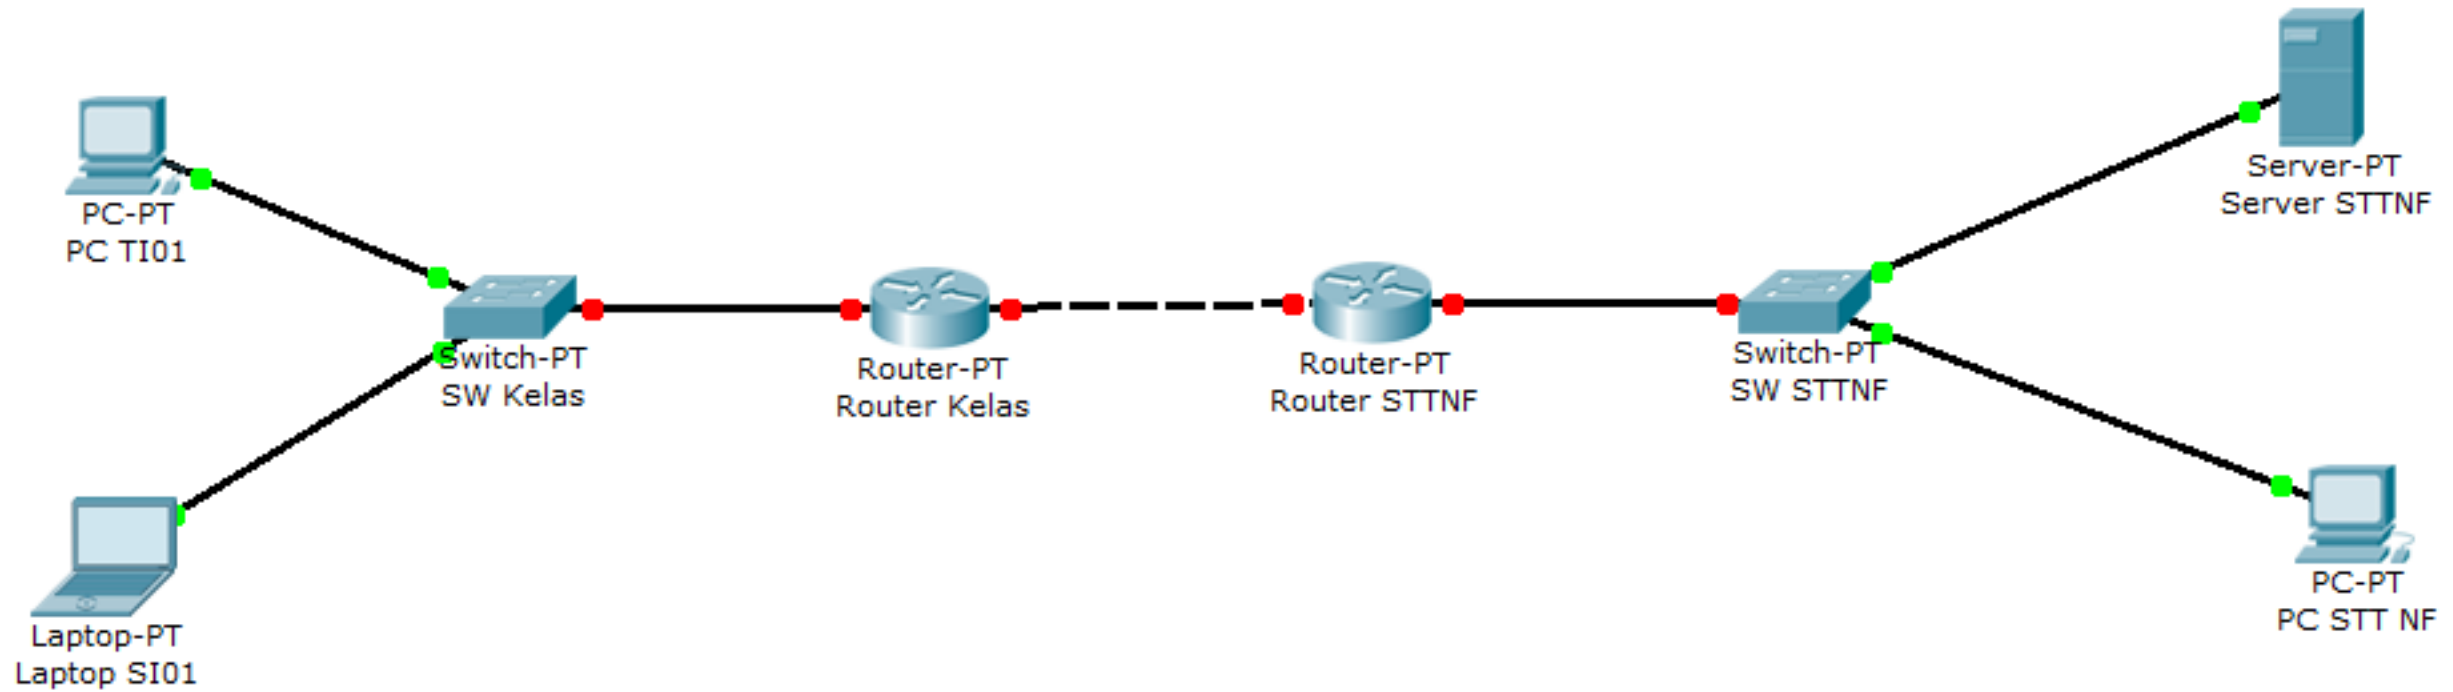 PC-PT
PC TI01
Laptop-PT
Laptop SI01
Switch-PT
SW Kelas
Router-PT
Router Kelas
Router-PT
Router STTNF
Switch-PT
SW STTNF
Server-PT
Server STTNF
PC-PT
PC STT NF